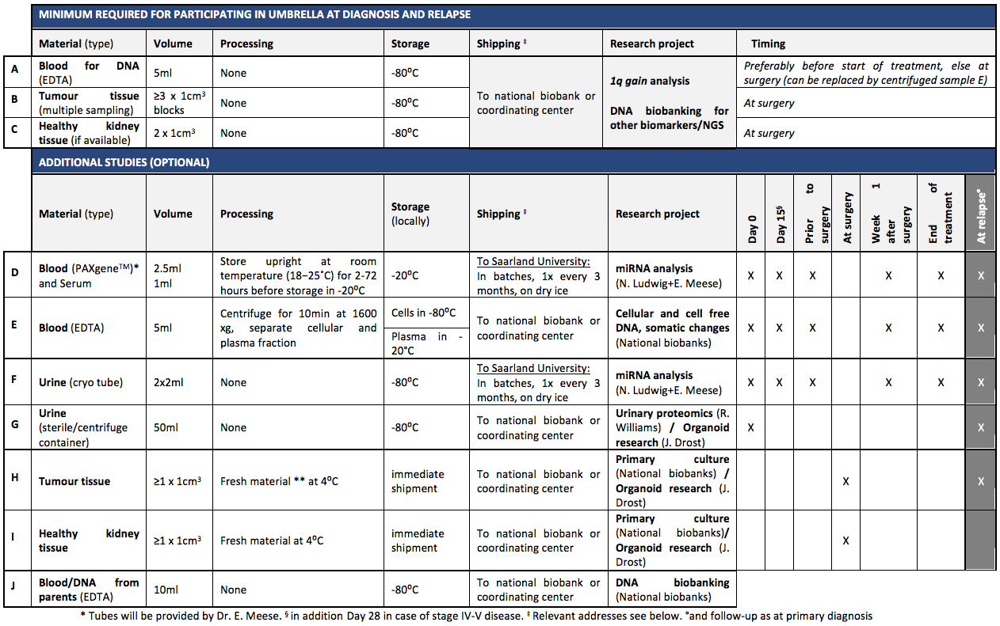 MINIMUM REQUIRED FOR PARTICIPATING IN UMBRELLA AT DIAGNOSIS AND RELAPSE
Material (type) Volume Processing Storage Shipping ‡ Research project Timing
A
Blood for DNA
(EDTA)
5ml
None
-80⁰C
To national biobank or
coordinating center
1q gain analysis
DNA biobanking for
other biomarkers/NGS
Preferably before start of treatment, else at
surgery (can be replaced by centrifuged sample E)
B
Tumour tissue
(multiple sampling)
≥3 x 1cm³
blocks
None
-80⁰C
At surgery
C
Healthy kidney
tissue (if available)
2 x 1cm³
None
-80⁰C
At surgery
ADDITIONAL STUDIES (OPTIONAL)
Material (type)
Volume
Processing
Storage
(locally)
Shipping ‡
Research project
Day 0
Day 15§
Prior to
surgery
At surgery
Week 1
after
surgery
End of
treatment
At relapse°
D
Blood (PAXgene™)*
and Serum
2.5ml
1ml
Store upright at room
temperature (18–25˚C) for 2-72
hours before storage in -20⁰C
-20⁰C
To Saarland University:
In batches, 1x every 3
months, on dry ice
miRNA analysis
(N. Ludwig+E. Meese)
X X X X X X
E
Blood (EDTA)
5ml
Centrifuge for 10min at 1600
xg, separate cellular and
plasma fraction
Cells in -80⁰C
Plasma in -
20°C
To national biobank or
coordinating center
Cellular and cell free
DNA, somatic changes
(National biobanks)
X X X X X X
F
Urine (cryo tube)
2x2ml
None
-80⁰C
To Saarland University:
In batches, 1x every 3
months, on dry ice
miRNA analysis
(N. Ludwig+E. Meese)
X X X X X X
G
Urine
(sterile/centrifuge
container)
50ml
None
-80⁰C
To national biobank or
coordinating center
Urinary proteomics (R.
Williams) / Organoid
research (J. Drost)
X X
H
Tumour tissue
≥1 x 1cm³
Fresh material ** at 4⁰C
immediate
shipment
To national biobank or
coordinating center
Primary culture
(National biobanks) /
Organoid research (J.
Drost)
X X
I
Healthy kidney
tissue
≥1 x 1cm³
Fresh material at 4⁰C
immediate
shipment
To national biobank or
coordinating center
Primary culture
(National biobanks)/
Organoid research (J.
Drost)
X
J
Blood/DNA from
parents (EDTA)
10ml
None
-80⁰C
To national biobank or
coordinating center
DNA biobanking
(National biobanks)
* Tubes will be provided by Dr. E. Meese. § in addition Day 28 in case of stage IV-V disease. ‡ Relevant addresses see below. °and follow-up as at primary diagnosis